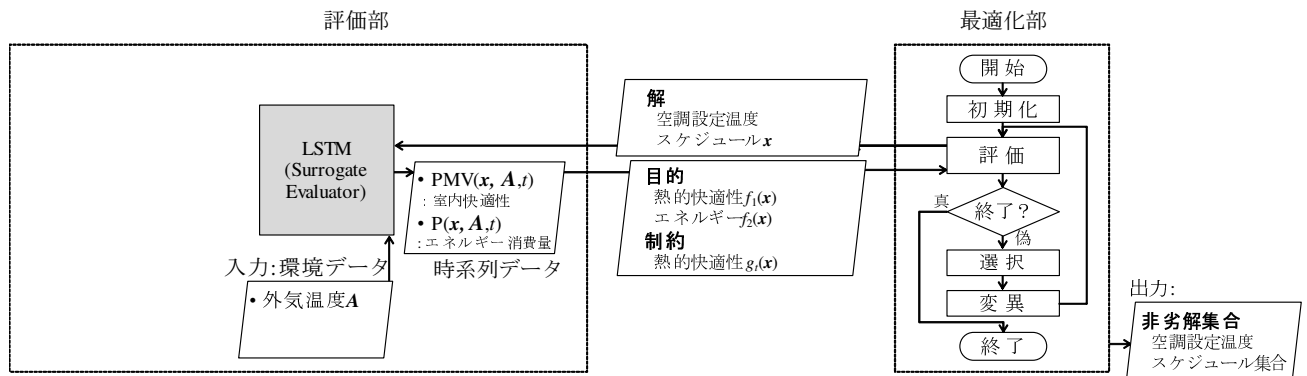 評価部
最適化部
LSTM
(Surrogate
Evaluator)
• PMV(x, A,t)
: 室内快適性
• P(x, A,t)
:エネルギー消費量
時系列データ
入力:環境データ
• 外気温度A
解
空調設定温度
スケジュールx
目的
熱的快適性f1(x)
エネルギーf2(x)
制約
熱的快適性gt(x)
開始
初期化
評価
終了？
真
偽
選択
変異
終了
出力:
非劣解集合
空調設定温度
スケジュール集合